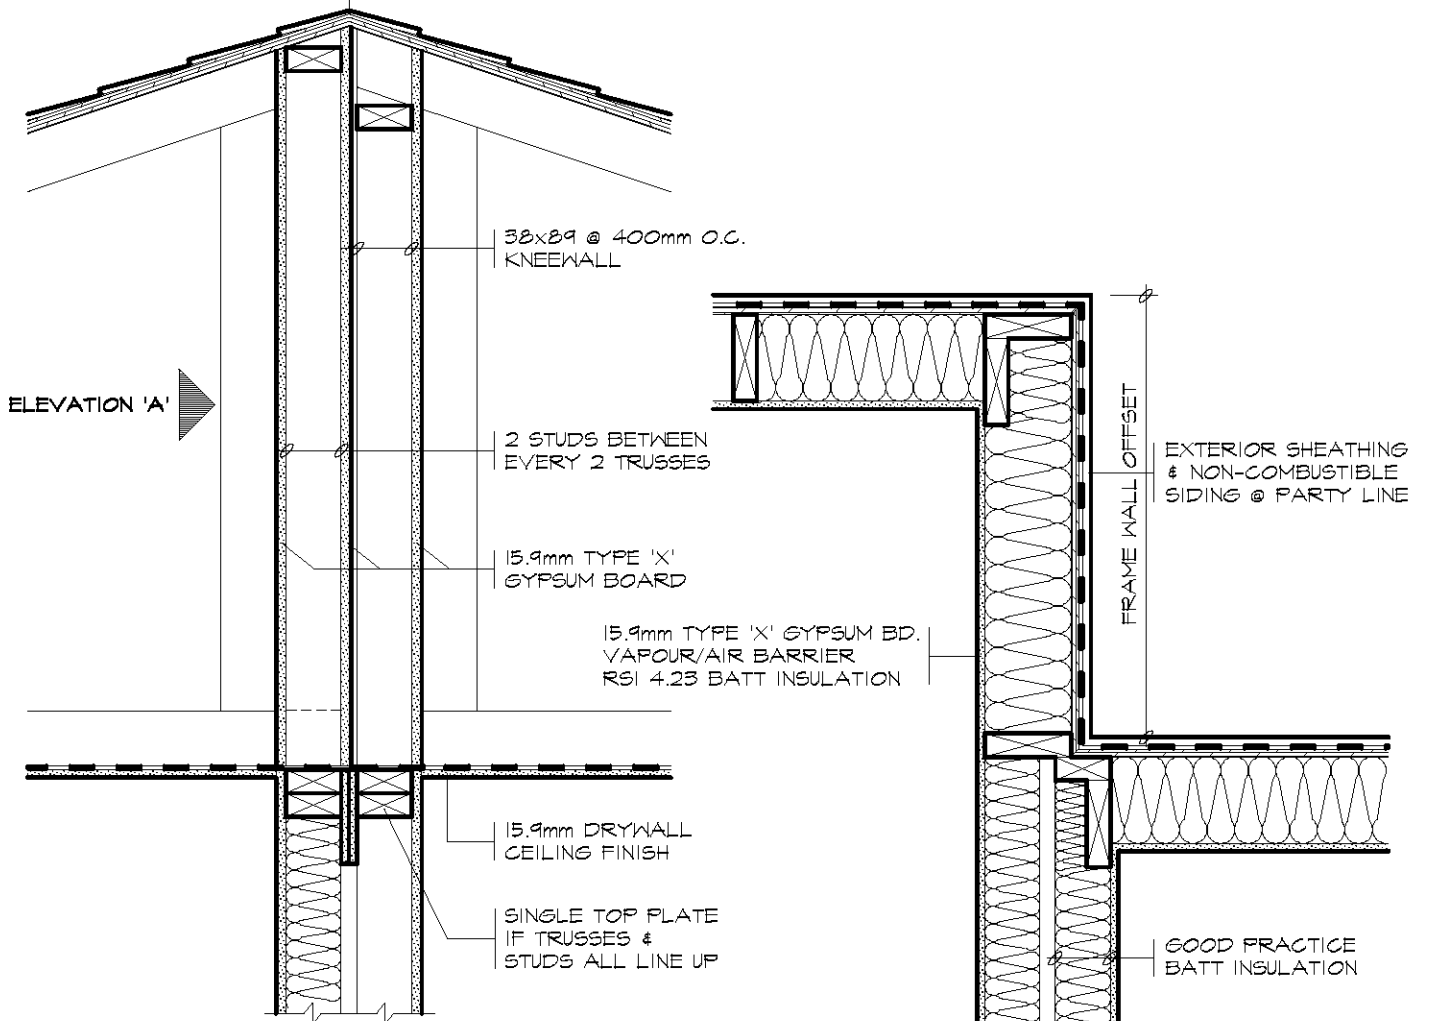 38x89 @ 400mm O.C.
KNEEWALL
ELEVATION 'A'
2 STUDS BETWEEN
EVERY 2 TRUSSES
15.9mm TYPE 'X'
GYPSUM BOARD
15.9mm DRYWALL
CEILING FINISH
SINGLE TOP PLATE
IF TRUSSES &
STUDS ALL LINE UP
FRAME WALL OFFSET
EXTERIOR SHEATHING
& NON-COMBUSTIBLE
SIDING @ PARTY LINE
15.9mm TYPE 'X' GYPSUM BD.
VAPOUR/AIR BARRIER
RSI 4.23 BATT INSULATION
GOOD PRACTICE
BATT INSULATION